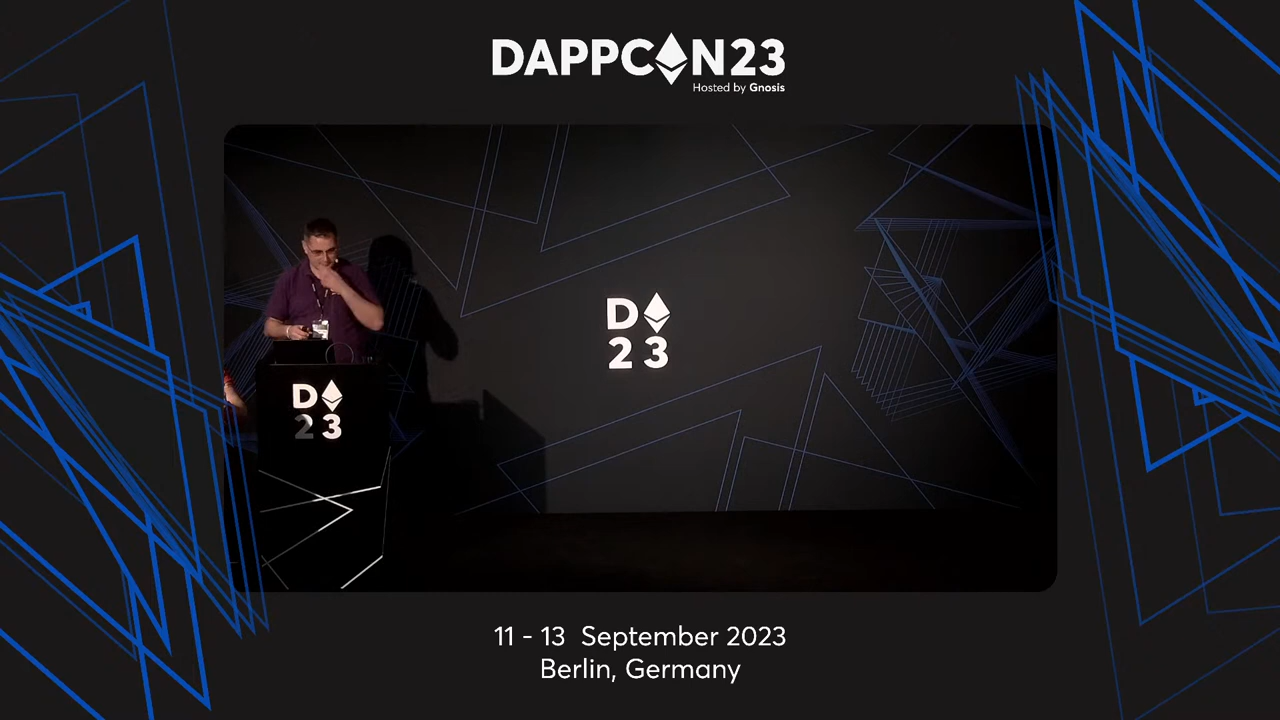 DAPPCON23
Hosted by Gnosis
D
23
D
23
11 - 13 September 2023
Berlin, Germany